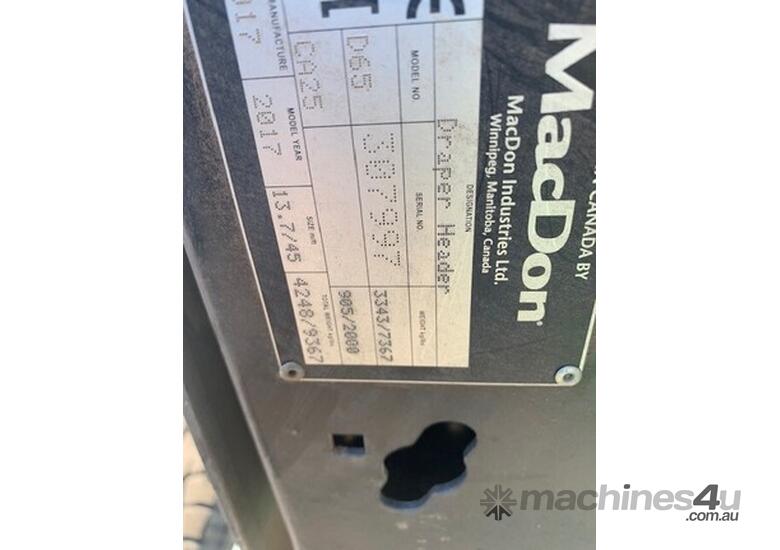 CANADA BY
MacDon
MacDon Industries Ltd.
Winnipeg, Manitoba, Canada
DESIGNATION
Draper Header
MODEL NO. SERIAL NO. WEIGHT kg/lbs
D65 307997 3343/7367
CA25 905/2000
MANUFACTURE MODEL YEAR SIZE m/ft TOTAL WEIGHT kg/lbs
2017 13.7/45 4248/9367
machines4u
.com.au